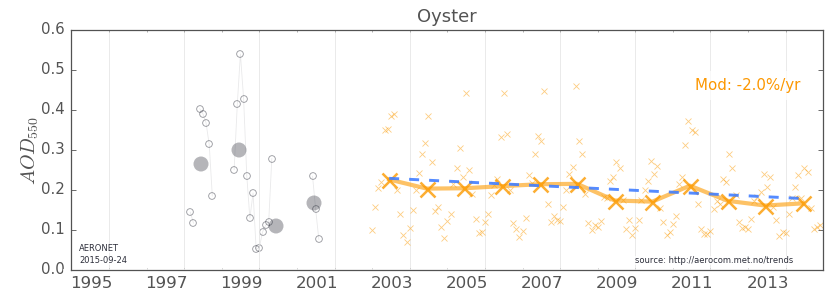 Oyster
0.6
0.5
0.4
0.3
0.2
0.1
0.0
AOD550
Mod: -2.0%/yr
AERONET
2015-09-24
source: http://aerocom.met.no/trends
1995 1997 1999 2001 2003 2005 2007 2009 2011 2013